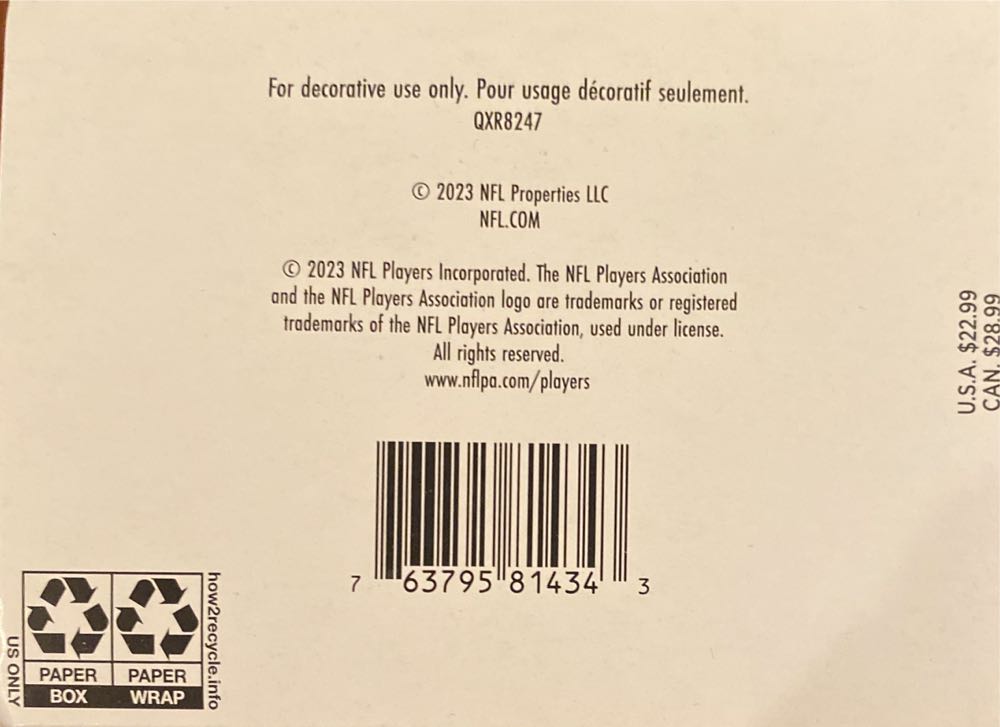 For decorative use only. Pour usage décoratif seulement.
QXR8247
© 2023 NFL Properties LLC
NFL.COM
© 2023 NFL Players Incorporated. The NFL Players Association
and the NFL Players Association logo are trademarks or registered
trademarks of the NFL Players Association, used under license.
All rights reserved.
www.nflpa.com/players
U.S.A. $22.99
CAN. $28.99
7 63795 81434 3
US ONLY
PAPER PAPER
BOX WRAP
how2recycle.info